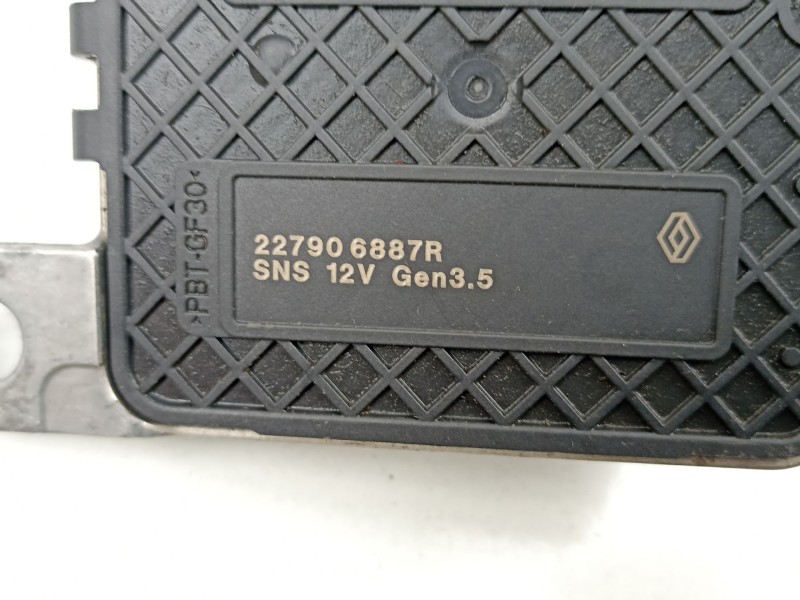 22790 6887R
SNS 12V Gen3.5
>PBT-GF30<